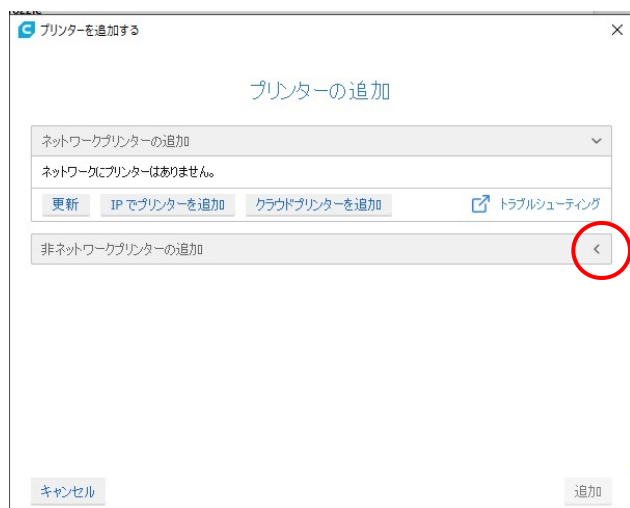 プリンターを追加する
プリンターの追加
ネットワークプリンターの追加
ネットワークにプリンターはありません。
更新 IP でプリンターを追加 クラウドプリンターを追加 トラブルシューティング
非ネットワークプリンターの追加
キャンセル 追加